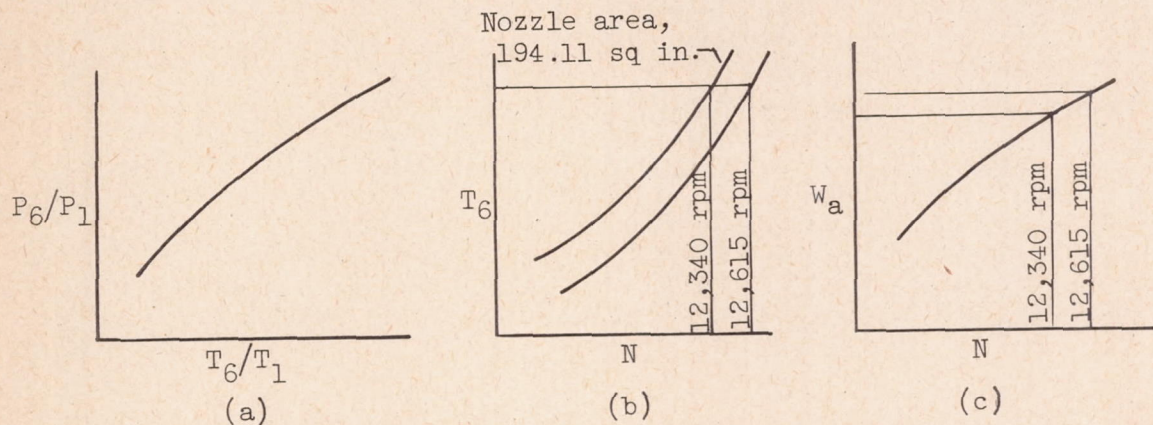 Nozzle area,
194.11 sq in.
P6/P1
T6/T1
(a)
T6
12,340 rpm
12,615 rpm
N
(b)
Wa
12,340 rpm
12,615 rpm
N
(c)